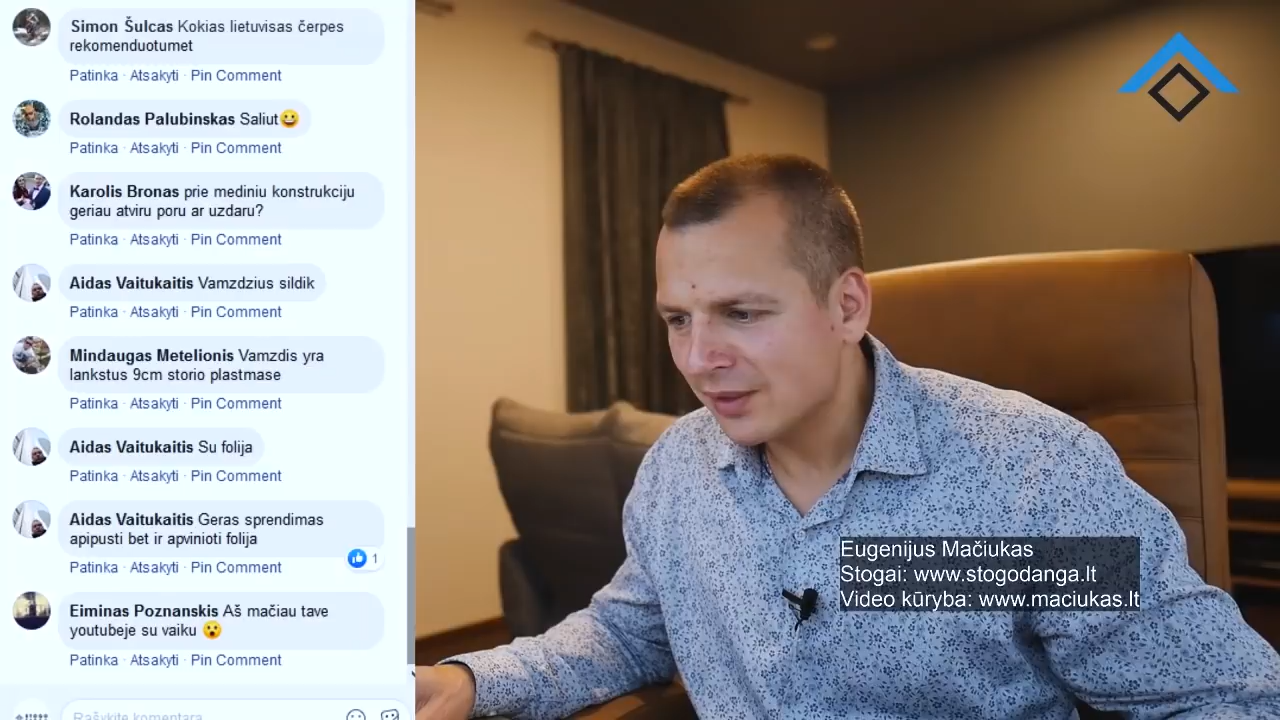 Simon Šulcas Kokias lietuvisas čerpes
rekomenduotumet
Patinka · Atsakyti · Pin Comment
Rolandas Palubinskas Saliut😀
Patinka · Atsakyti · Pin Comment
Karolis Bronas prie mediniu konstrukciju
geriau atviru poru ar uzdaru?
Patinka · Atsakyti · Pin Comment
Aidas Vaitukaitis Vamzdzius sildik
Patinka · Atsakyti · Pin Comment
Mindaugas Metelionis Vamzdis yra
lankstus 9cm storio plastmase
Patinka · Atsakyti · Pin Comment
Aidas Vaitukaitis Su folija
Patinka · Atsakyti · Pin Comment
Aidas Vaitukaitis Geras sprendimas
apipusti bet ir apvinioti folija
1
Patinka · Atsakyti · Pin Comment
Eiminas Poznanskis Aš mačiau tave
youtubeje su vaiku 😮
Patinka · Atsakyti · Pin Comment
Rašykite komentarą
Eugenijus Mačiukas
Stogai: www.stogodanga.lt
Video kūryba: www.maciukas.lt